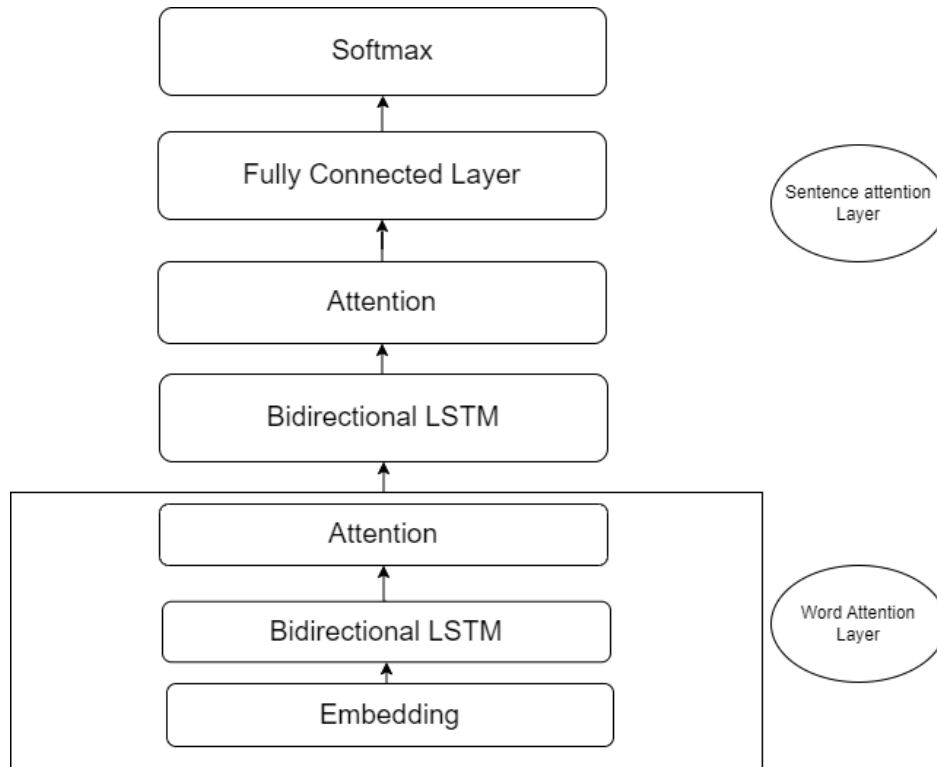 Softmax
Fully Connected Layer
Sentence attention
Layer
Attention
Bidirectional LSTM
Attention
Bidirectional LSTM
Word Attention
Layer
Embedding